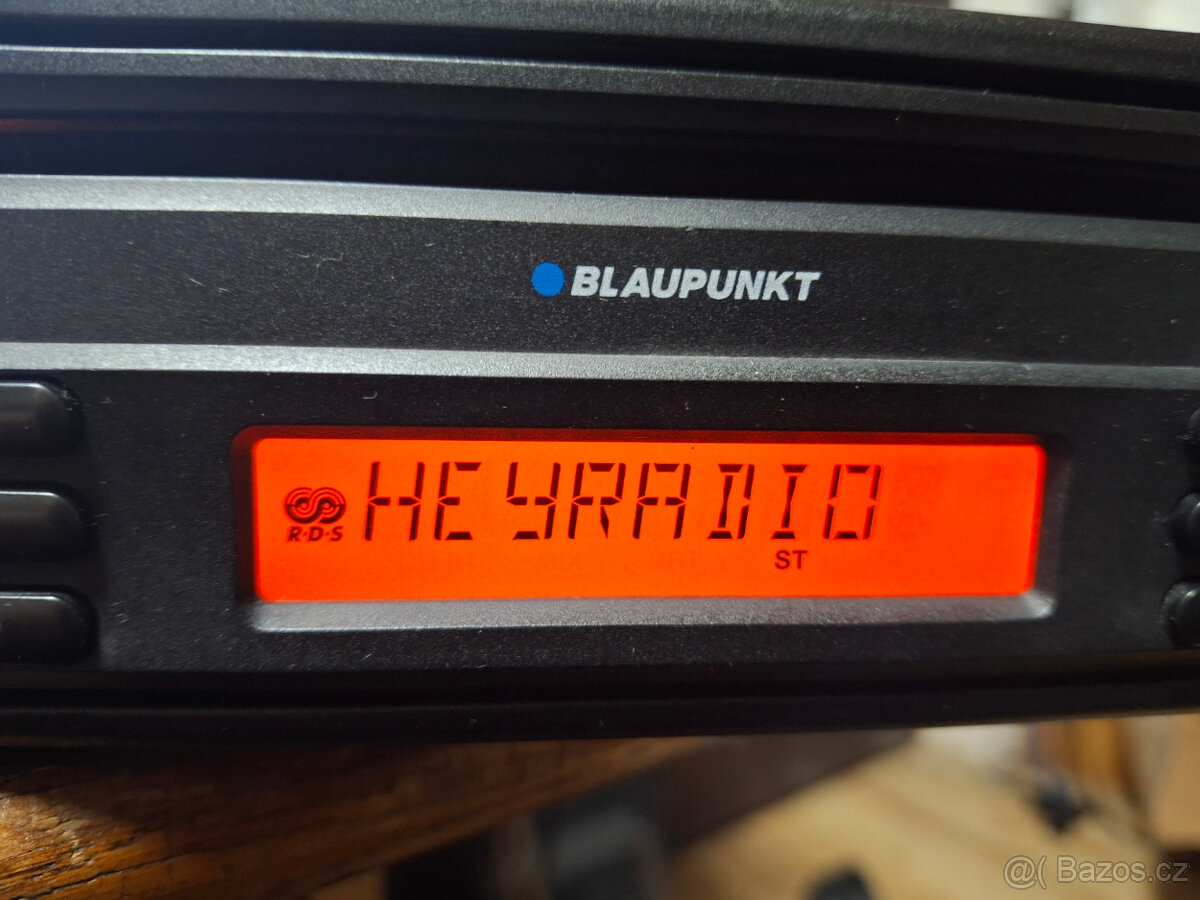 BLAUPUNKT
HEYRADIO
R·D·S
ST
@( Bazos.cz